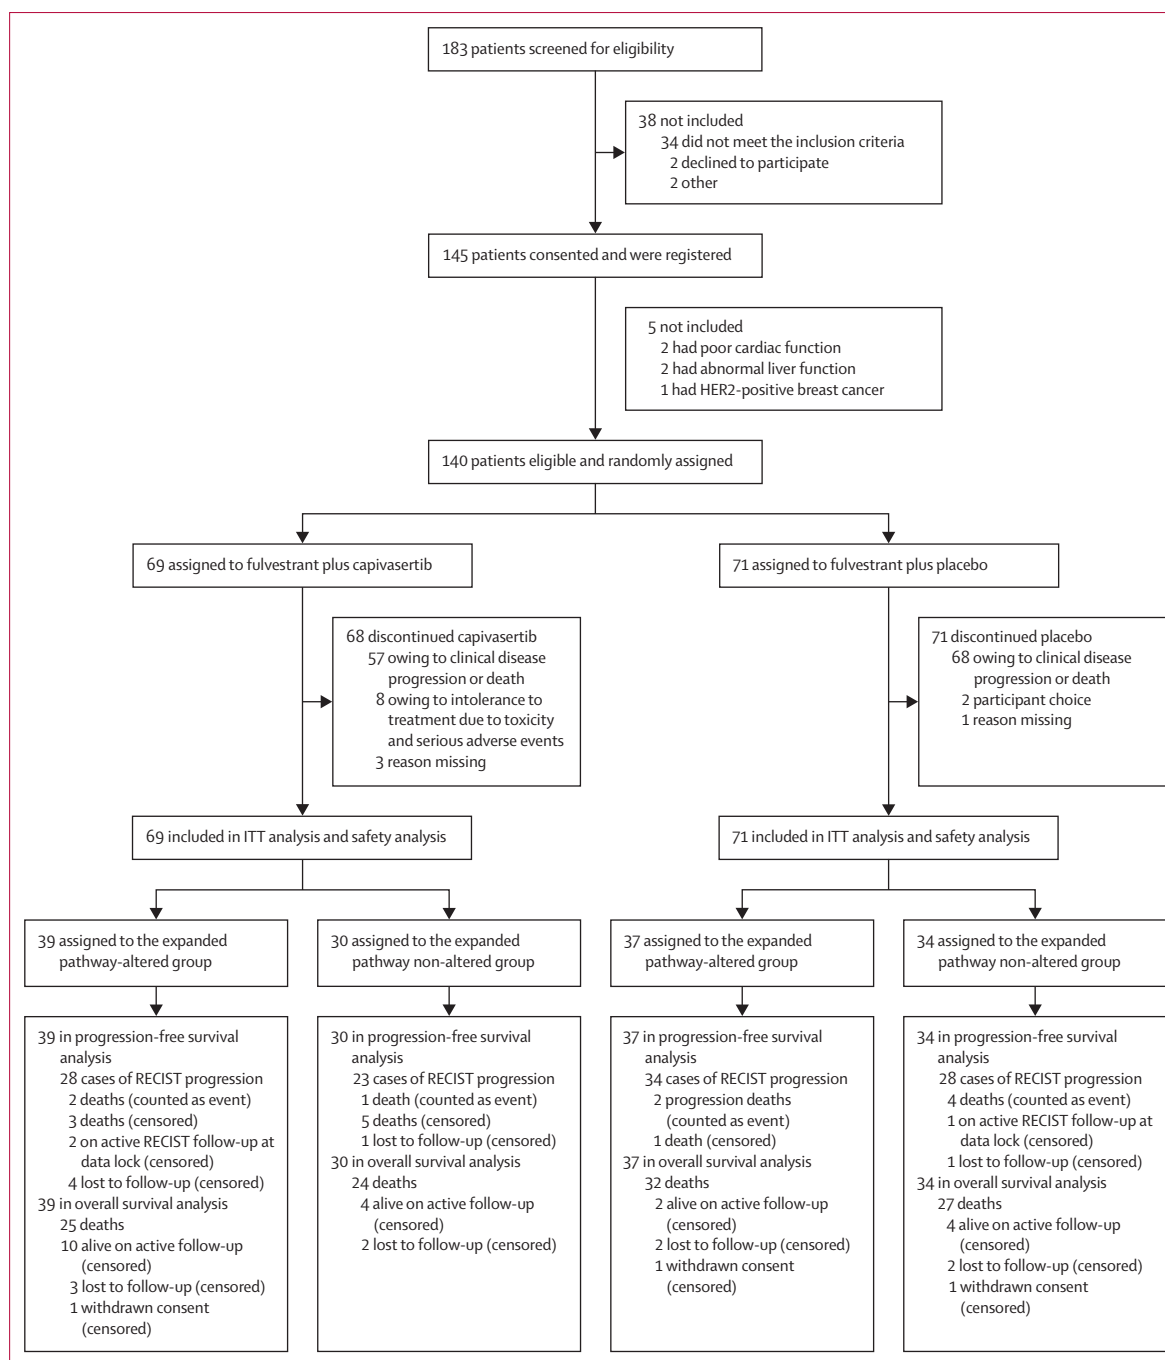 183 patients screened for eligibility
38 not included
34 did not meet the inclusion criteria
2 declined to participate
2 other
145 patients consented and were registered
5 not included
2 had poor cardiac function
2 had abnormal liver function
1 had HER2-positive breast cancer
140 patients eligible and randomly assigned
69 assigned to fulvestrant plus capivasertib
71 assigned to fulvestrant plus placebo
68 discontinued capivasertib
57 owing to clinical disease
progression or death
8 owing to intolerance to
treatment due to toxicity
and serious adverse events
3 reason missing
71 discontinued placebo
68 owing to clinical disease
progression or death
2 participant choice
1 reason missing
69 included in ITT analysis and safety analysis
71 included in ITT analysis and safety analysis
39 assigned to the expanded
pathway-altered group
30 assigned to the expanded
pathway non-altered group
37 assigned to the expanded
pathway-altered group
34 assigned to the expanded
pathway non-altered group
39 in progression-free survival
analysis
28 cases of RECIST progression
2 deaths (counted as event)
3 deaths (censored)
2 on active RECIST follow-up at
data lock (censored)
4 lost to follow-up (censored)
39 in overall survival analysis
25 deaths
10 alive on active follow-up
(censored)
3 lost to follow-up (censored)
1 withdrawn consent
(censored)
30 in progression-free survival
analysis
23 cases of RECIST progression
1 death (counted as event)
5 deaths (censored)
1 lost to follow-up (censored)
30 in overall survival analysis
24 deaths
4 alive on active follow-up
(censored)
2 lost to follow-up (censored)
37 in progression-free survival
analysis
34 cases of RECIST progression
2 progression deaths
(counted as event)
1 death (censored)
37 in overall survival analysis
32 deaths
2 alive on active follow-up
(censored)
2 lost to follow-up (censored)
1 withdrawn consent
(censored)
34 in progression-free survival
analysis
28 cases of RECIST progression
4 deaths (counted as event)
1 on active RECIST follow-up at
data lock (censored)
1 lost to follow-up (censored)
34 in overall survival analysis
27 deaths
4 alive on active follow-up
(censored)
2 lost to follow-up (censored)
1 withdrawn consent
(censored)